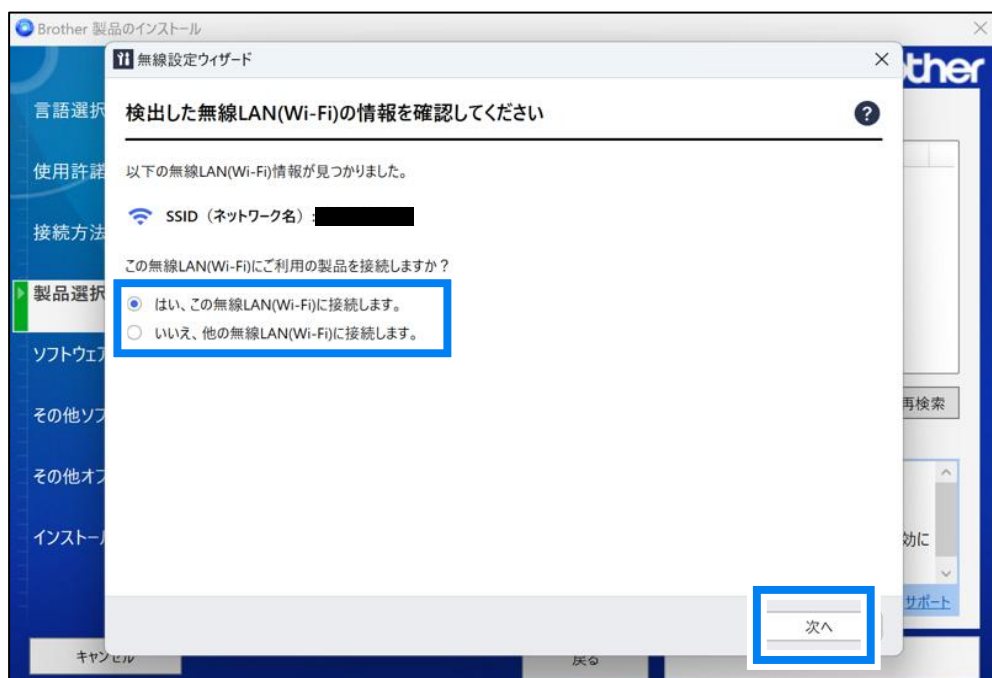 Brother 製品のインストール
無線設定ウィザード
ther
言語選択
検出した無線LAN(Wi-Fi)の情報を確認してください
?
使用許諾
以下の無線LAN(Wi-Fi)情報が見つかりました。
SSID（ネットワーク名）:
接続方法
この無線LAN(Wi-Fi)にご利用の製品を接続しますか？
製品選択
はい、この無線LAN(Wi-Fi)に接続します。
いいえ、他の無線LAN(Wi-Fi)に接続します。
ソフトウェア
再検索
その他ソフ
その他オフ
インストール
効に
サポート
次へ
キャンセル
戻る